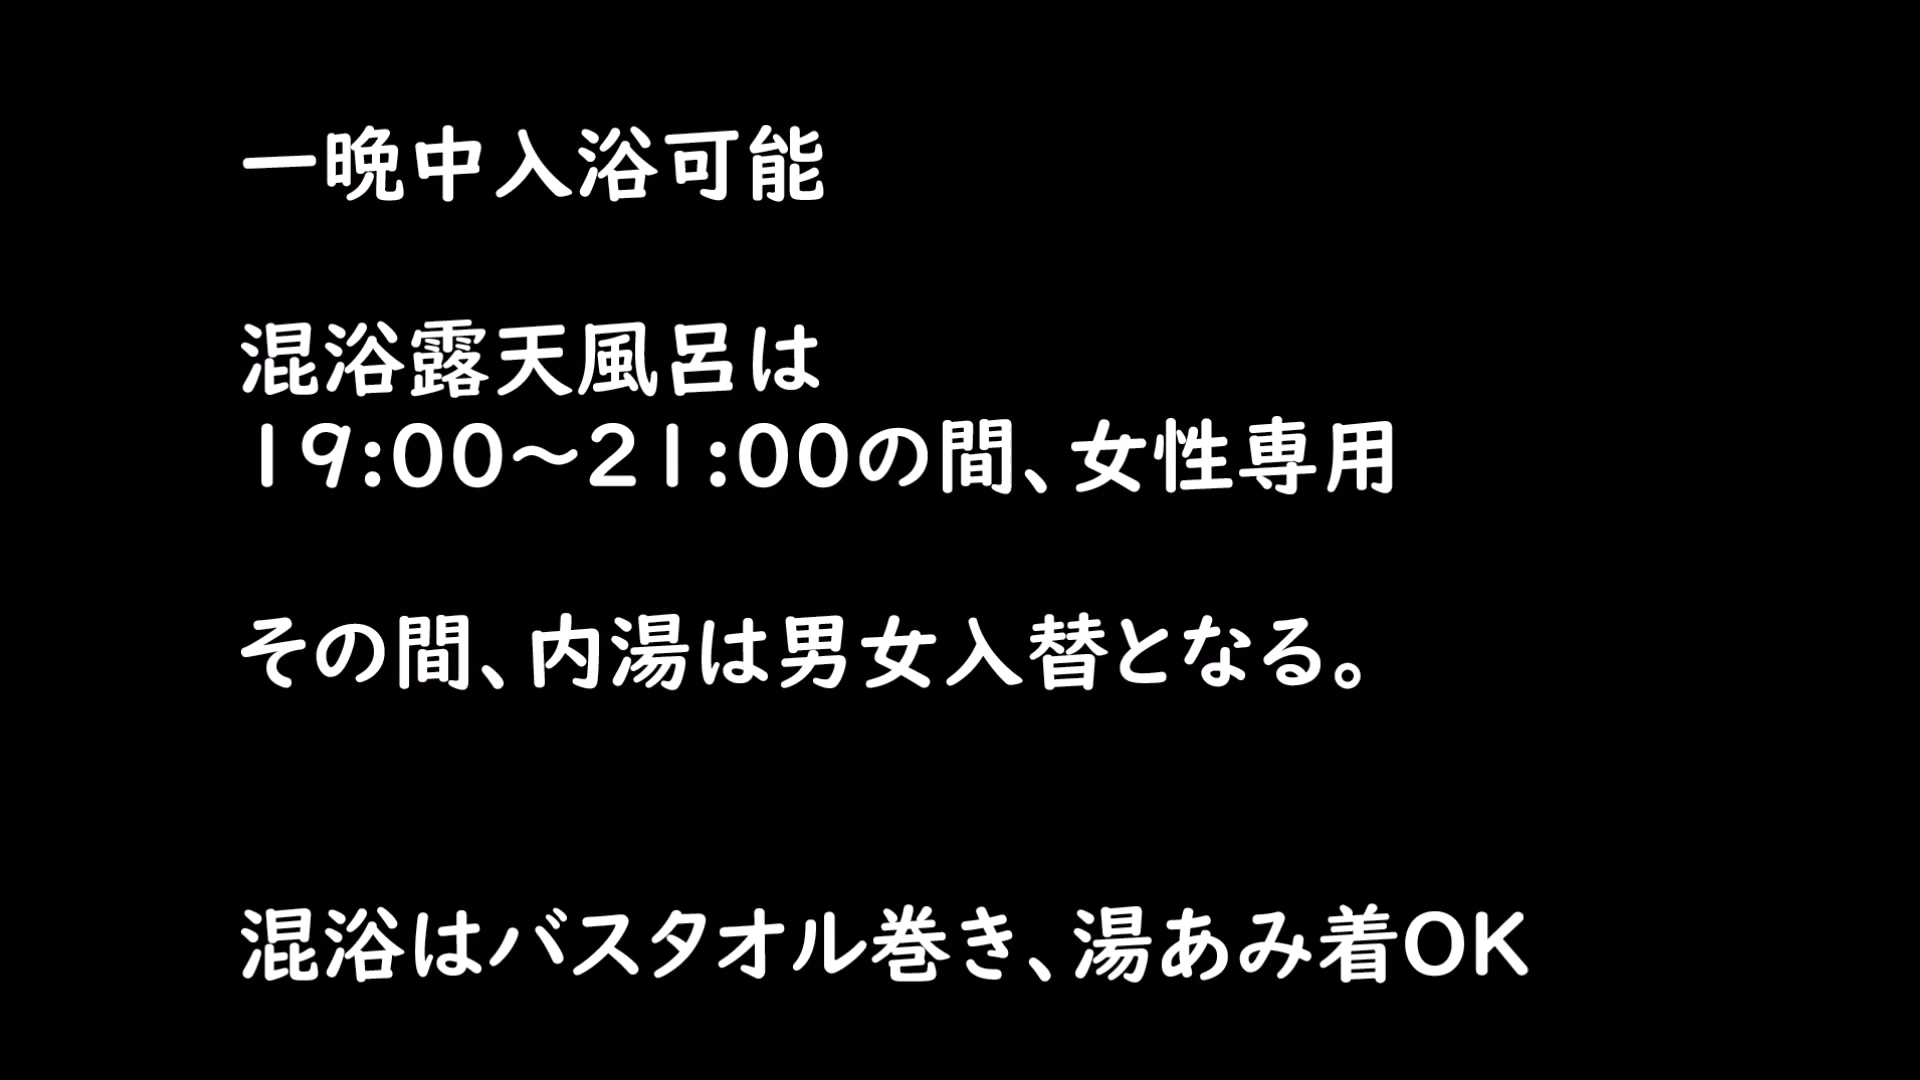 一晩中入浴可能
混浴露天風呂は
19:00～21:00の間、女性専用
その間、内湯は男女入替となる。
混浴はバスタオル巻き、湯あみ着OK